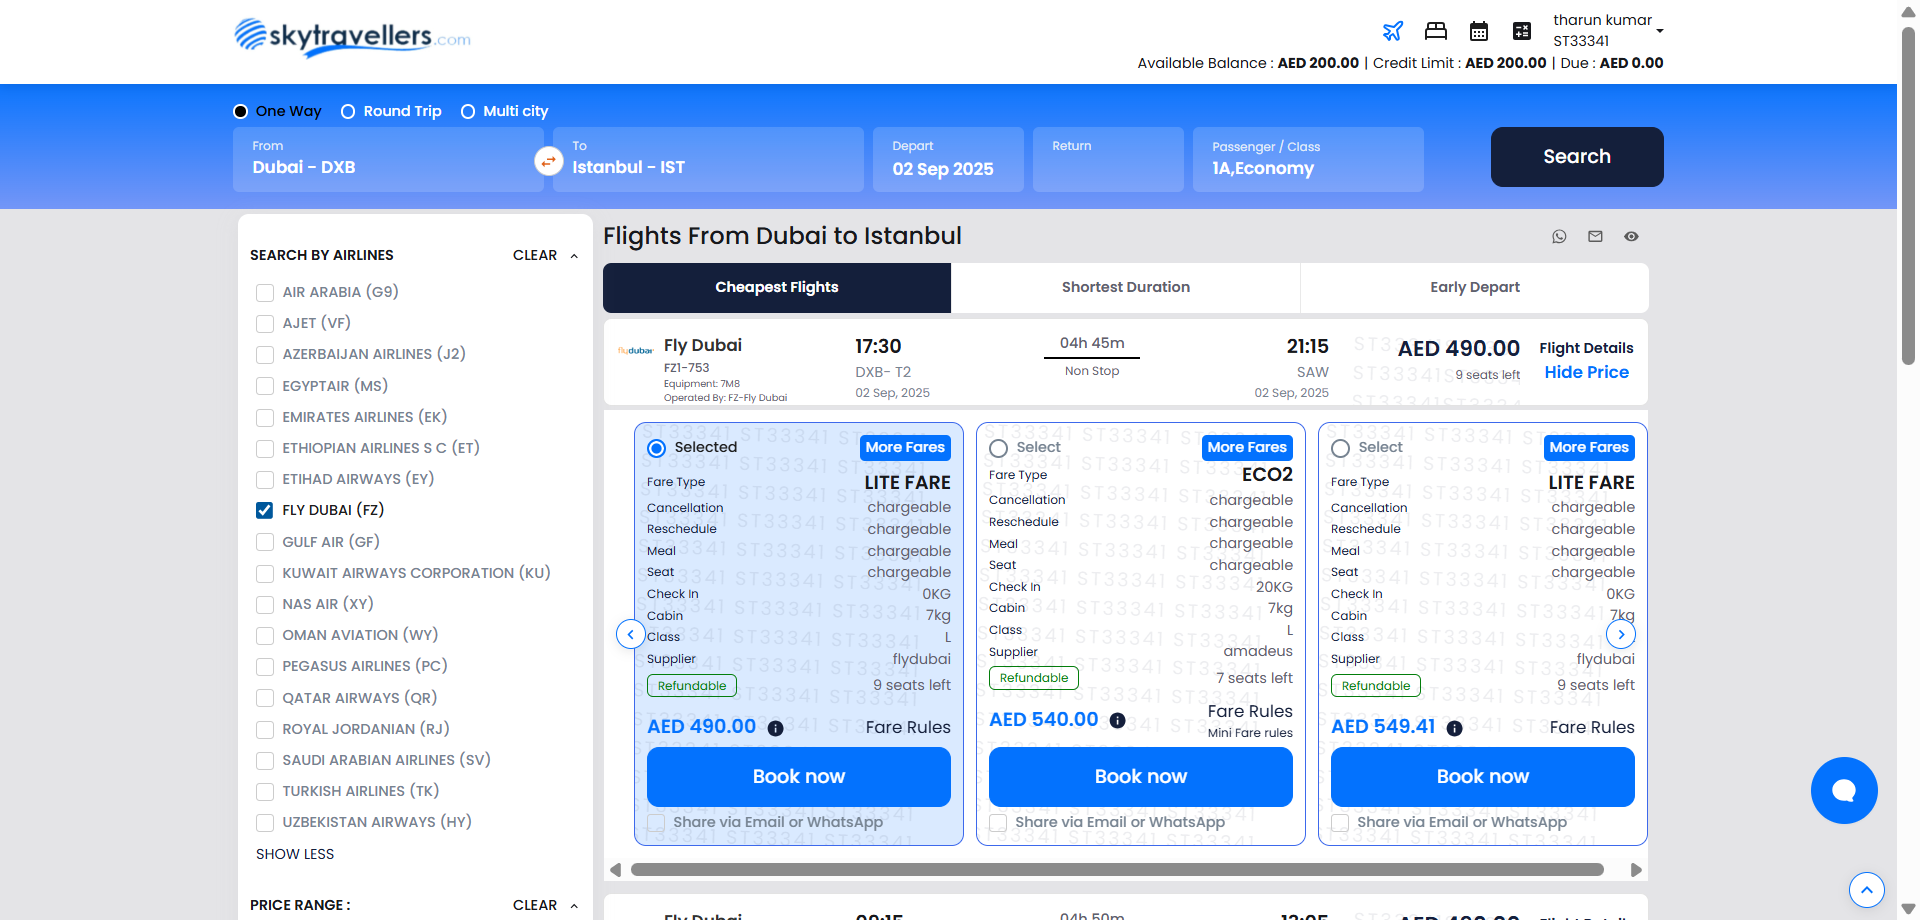 skytravellers.com
tharun kumar
ST33341
Available Balance : AED 200.00 | Credit Limit : AED 200.00 | Due : AED 0.00
One Way
Round Trip
Multi city
From
Dubai - DXB
To
Istanbul - IST
Depart
02 Sep 2025
Return
Passenger / Class
1A,Economy
Search
SEARCH BY AIRLINES
CLEAR
AIR ARABIA (G9)
AJET (VF)
AZERBAIJAN AIRLINES (J2)
EGYPTAIR (MS)
EMIRATES AIRLINES (EK)
ETHIOPIAN AIRLINES S C (ET)
ETIHAD AIRWAYS (EY)
FLY DUBAI (FZ)
GULF AIR (GF)
KUWAIT AIRWAYS CORPORATION (KU)
NAS AIR (XY)
OMAN AVIATION (WY)
PEGASUS AIRLINES (PC)
QATAR AIRWAYS (QR)
ROYAL JORDANIAN (RJ)
SAUDI ARABIAN AIRLINES (SV)
TURKISH AIRLINES (TK)
UZBEKISTAN AIRWAYS (HY)
SHOW LESS
PRICE RANGE :
CLEAR
Flights From Dubai to Istanbul
Cheapest Flights
Shortest Duration
Early Depart
flydubai
Fly Dubai
FZ1-753
Equipment: 7M8
Operated By: FZ-Fly Dubai
17:30
DXB- T2
02 Sep, 2025
04h 45m
Non Stop
21:15
SAW
02 Sep, 2025
AED 490.00
9 seats left
Flight Details
Hide Price
Selected
More Fares
Fare Type LITE FARE
Cancellation chargeable
Reschedule chargeable
Meal chargeable
Seat chargeable
Check In 0KG
Cabin 7kg
Class L
Supplier flydubai
Refundable 9 seats left
AED 490.00 Fare Rules
Book now
Share via Email or WhatsApp
Select
More Fares
Fare Type ECO2
Cancellation chargeable
Reschedule chargeable
Meal chargeable
Seat chargeable
Check In 20KG
Cabin 7kg
Class L
Supplier amadeus
Refundable 7 seats left
AED 540.00 Fare Rules
Mini Fare rules
Book now
Share via Email or WhatsApp
Select
More Fares
Fare Type LITE FARE
Cancellation chargeable
Reschedule chargeable
Meal chargeable
Seat chargeable
Check In 0KG
Cabin 7kg
Class
Supplier flydubai
Refundable 9 seats left
AED 549.41 Fare Rules
Book now
Share via Email or WhatsApp
Fly Dubai
04h 50m